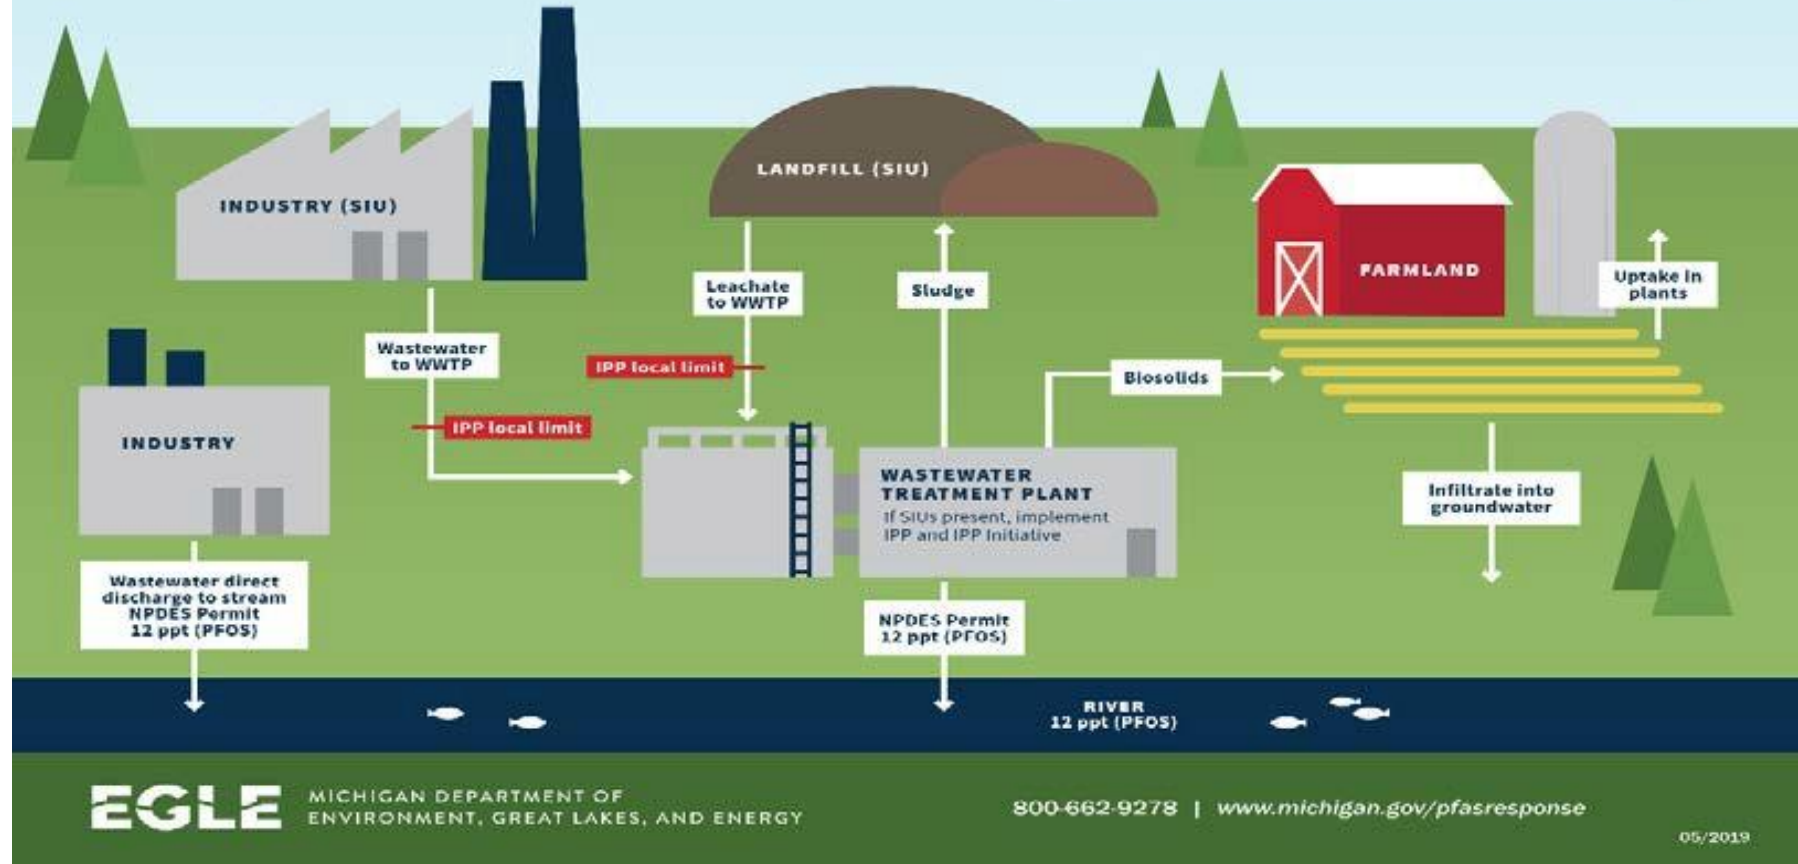 INDUSTRY (SIU)
LANDFILL (SIU)
FARMLAND
Uptake in
plants
Leachate
to WWTP
Sludge
Wastewater
to WWTP
IPP local limit
Biosolids
IPP local limit
INDUSTRY
WASTEWATER
TREATMENT PLANT
If SIUs present, implement
IPP and IPP Initiative
Infiltrate into
groundwater
Wastewater direct
discharge to stream
NPDES Permit
12 ppt (PFOS)
NPDES Permit
12 ppt (PFOS)
RIVER
12 ppt (PFOS)
EGLE
MICHIGAN DEPARTMENT OF
ENVIRONMENT, GREAT LAKES, AND ENERGY
800-662-9278 | www.michigan.gov/pfasresponse
05/2019